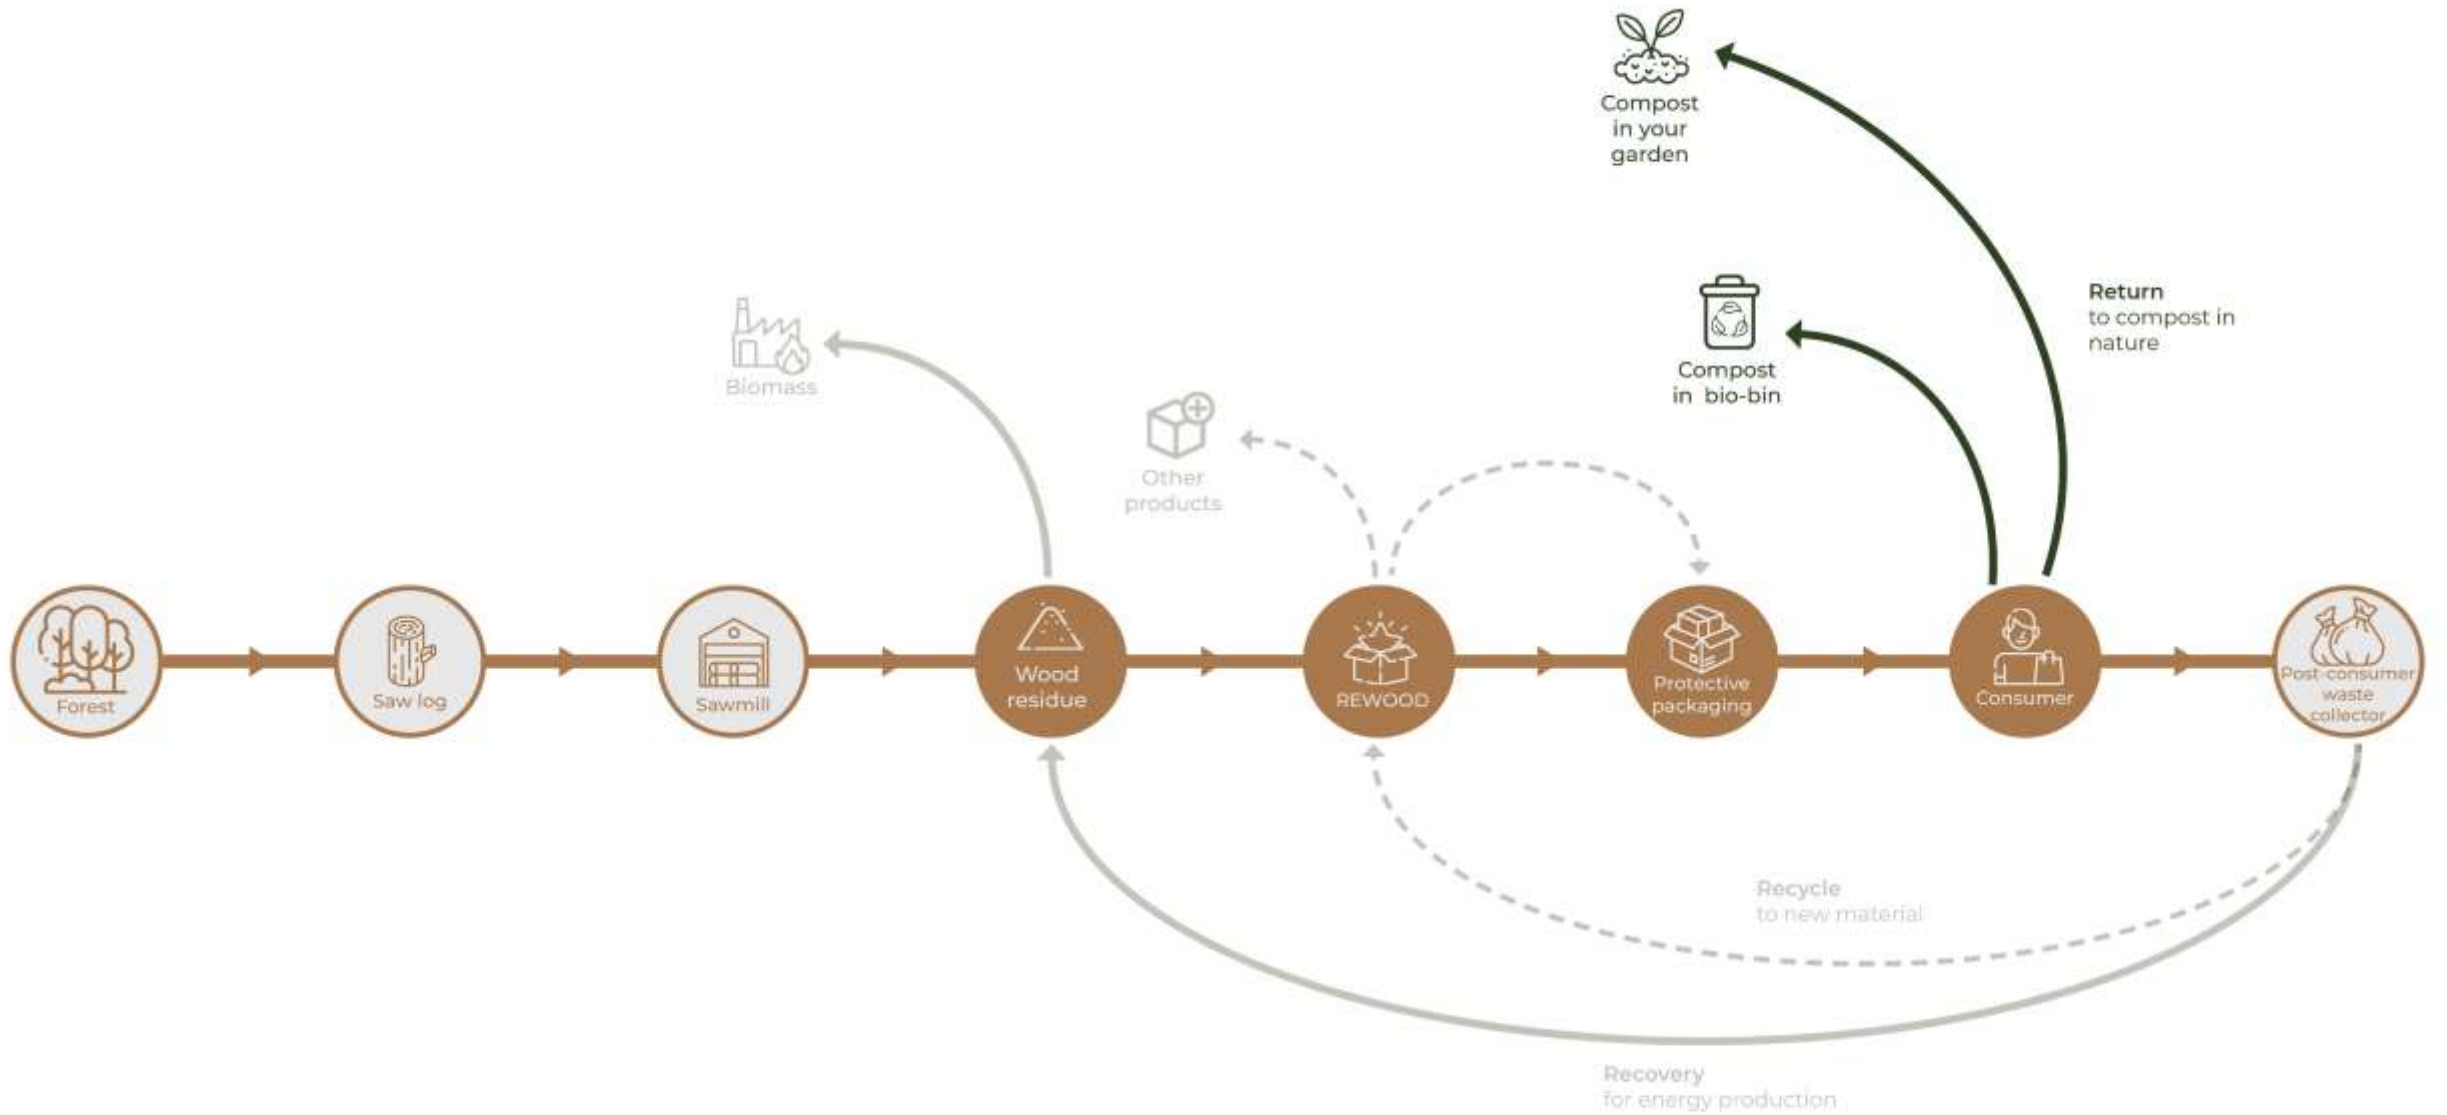 Compost
in your
garden
Return
to compost in
nature
Compost
in bio-bin
Biomass
Other
products
Forest
Saw log
Sawmill
Wood
residue
REWOOD
Protective
packaging
Consumer
Post-consumer
waste
collector
Recycle
to new material
Recovery
for energy production